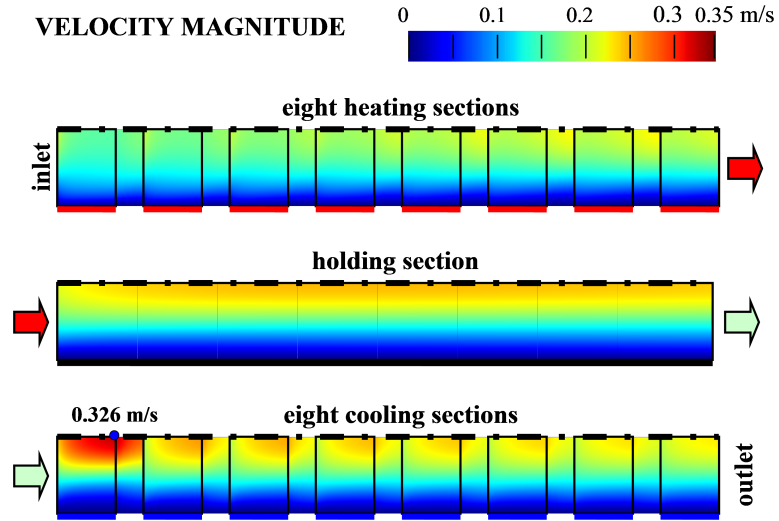 VELOCITY MAGNITUDE
0 0.1 0.2 0.3 0.35 m/s
eight heating sections
inlet
holding section
0.326 m/s
eight cooling sections
outlet